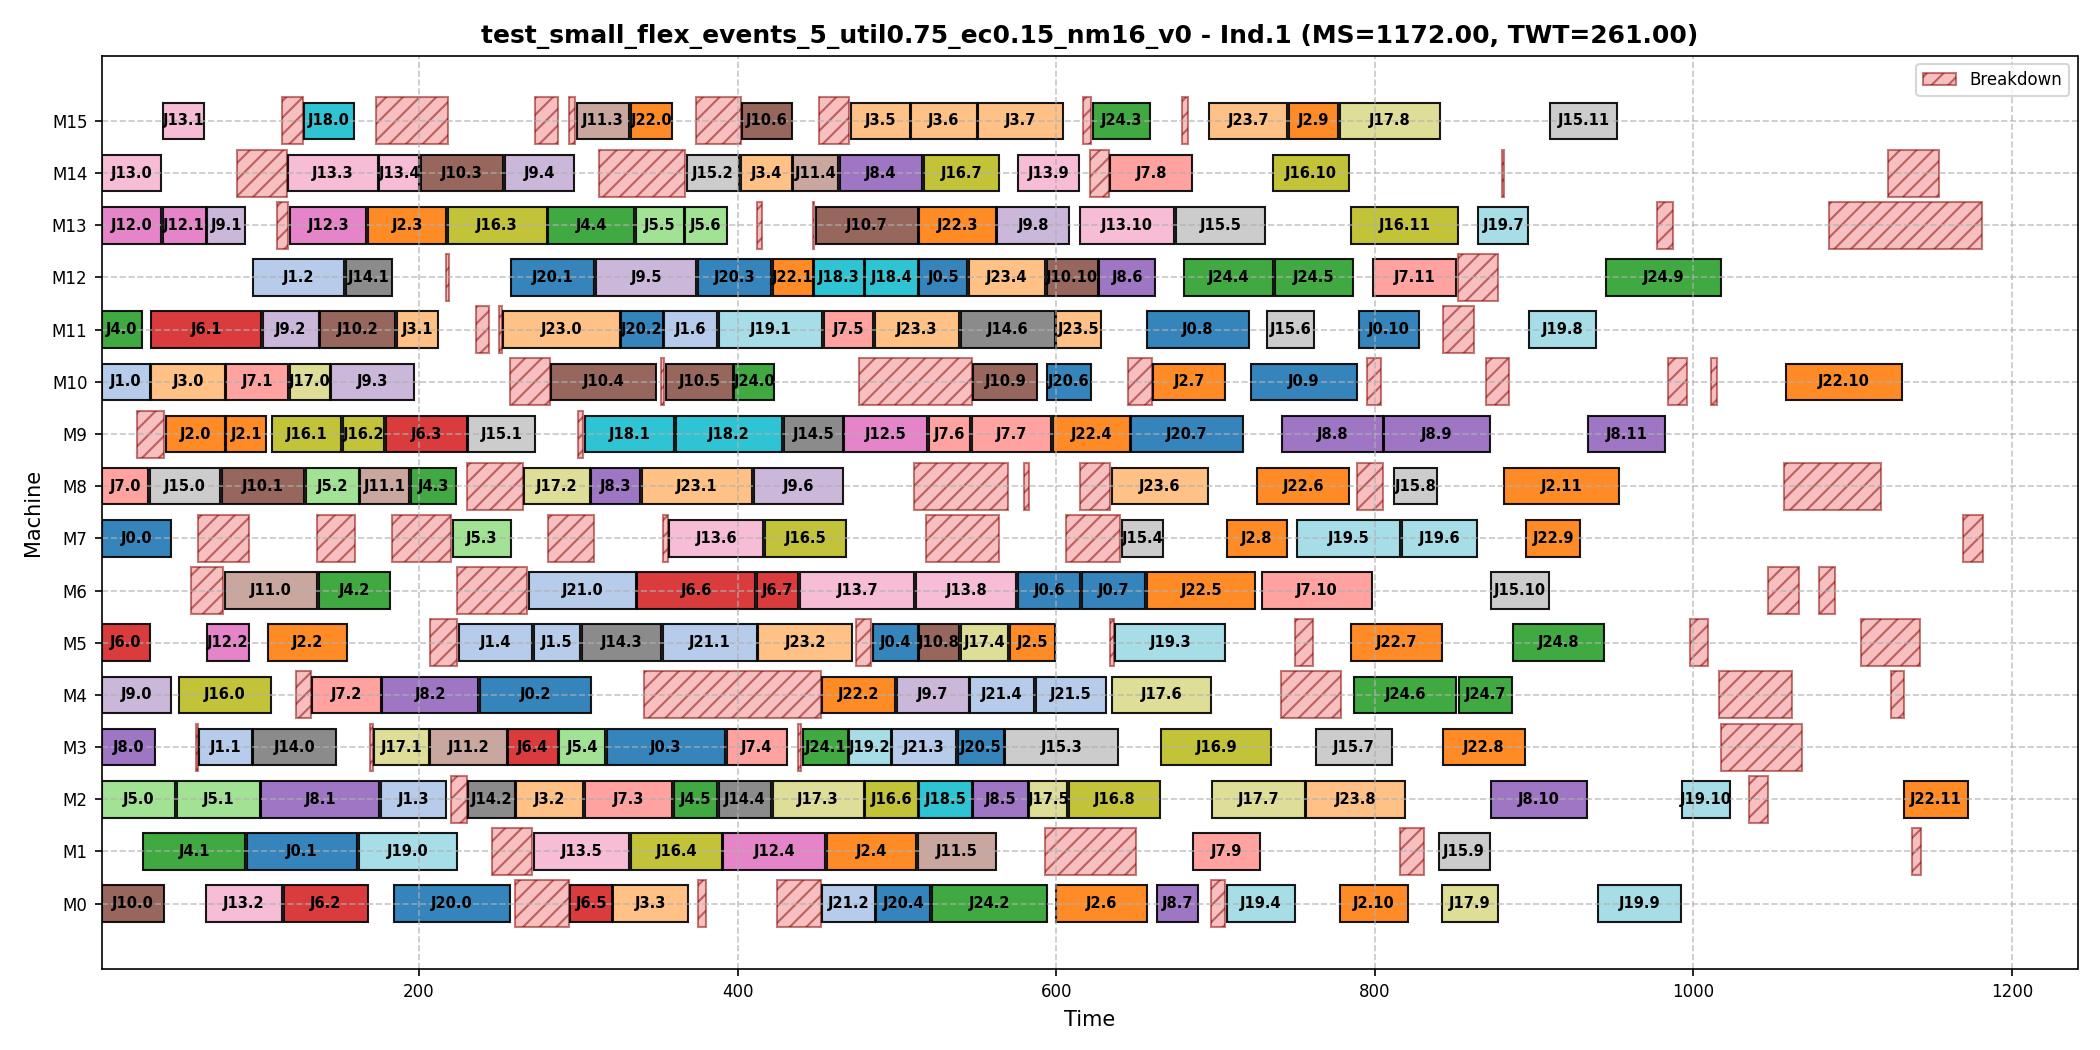 test_small_flex_events_5_util0.75_ec0.15_nm16_v0 - Ind.1 (MS=1172.00, TWT=261.00)
Breakdown
M15 J13.1 J18.0 J11.3 J22.0 J10.6 J3.5 J3.6 J3.7 J24.3 J23.7 J2.9 J17.8 J15.11
M14 J13.0 J13.3 J13.4 J10.3 J9.4 J15.2 J3.4 J11.4 J8.4 J16.7 J13.9 J7.8 J16.10
M13 J12.0 J12.1 J9.1 J12.3 J2.3 J16.3 J4.4 J5.5 J5.6 J10.7 J22.3 J9.8 J13.10 J15.5 J16.11 J19.7
M12 J1.2 J14.1 J20.1 J9.5 J20.3 J22.1 J18.3 J18.4 J0.5 J23.4 J10.10 J8.6 J24.4 J24.5 J7.11 J24.9
M11 J4.0 J6.1 J9.2 J10.2 J3.1 J23.0 J20.2 J1.6 J19.1 J7.5 J23.3 J14.6 J23.5 J0.8 J15.6 J0.10 J19.8
M10 J1.0 J3.0 J7.1 J17.0 J9.3 J10.4 J10.5 J24.0 J10.9 J20.6 J2.7 J0.9 J22.10
M9 J2.0 J2.1 J16.1 J16.2 J6.3 J15.1 J18.1 J18.2 J14.5 J12.5 J7.6 J7.7 J22.4 J20.7 J8.8 J8.9 J8.11
M8 J7.0 J15.0 J10.1 J5.2 J11.1 J4.3 J17.2 J8.3 J23.1 J9.6 J23.6 J22.6 J15.8 J2.11
M7 J0.0 J5.3 J13.6 J16.5 J15.4 J2.8 J19.5 J19.6 J22.9
M6 J11.0 J4.2 J21.0 J6.6 J6.7 J13.7 J13.8 J0.6 J0.7 J22.5 J7.10 J15.10
M5 J6.0 J12.2 J2.2 J1.4 J1.5 J14.3 J21.1 J23.2 J0.4 J10.8 J17.4 J2.5 J19.3 J22.7 J24.8
M4 J9.0 J16.0 J7.2 J8.2 J0.2 J22.2 J9.7 J21.4 J21.5 J17.6 J24.6 J24.7
M3 J8.0 J1.1 J14.0 J17.1 J11.2 J6.4 J5.4 J0.3 J7.4 J24.1 J19.2 J21.3 J20.5 J15.3 J16.9 J15.7 J22.8
M2 J5.0 J5.1 J8.1 J1.3 J14.2 J3.2 J7.3 J4.5 J14.4 J17.3 J16.6 J18.5 J8.5 J17.5 J16.8 J17.7 J23.8 J8.10 J19.10 J22.11
M1 J4.1 J0.1 J19.0 J13.5 J16.4 J12.4 J2.4 J11.5 J7.9 J15.9
M0 J10.0 J13.2 J6.2 J20.0 J6.5 J3.3 J21.2 J20.4 J24.2 J2.6 J8.7 J19.4 J2.10 J17.9 J19.9
Machine
200 400 600 800 1000 1200
Time